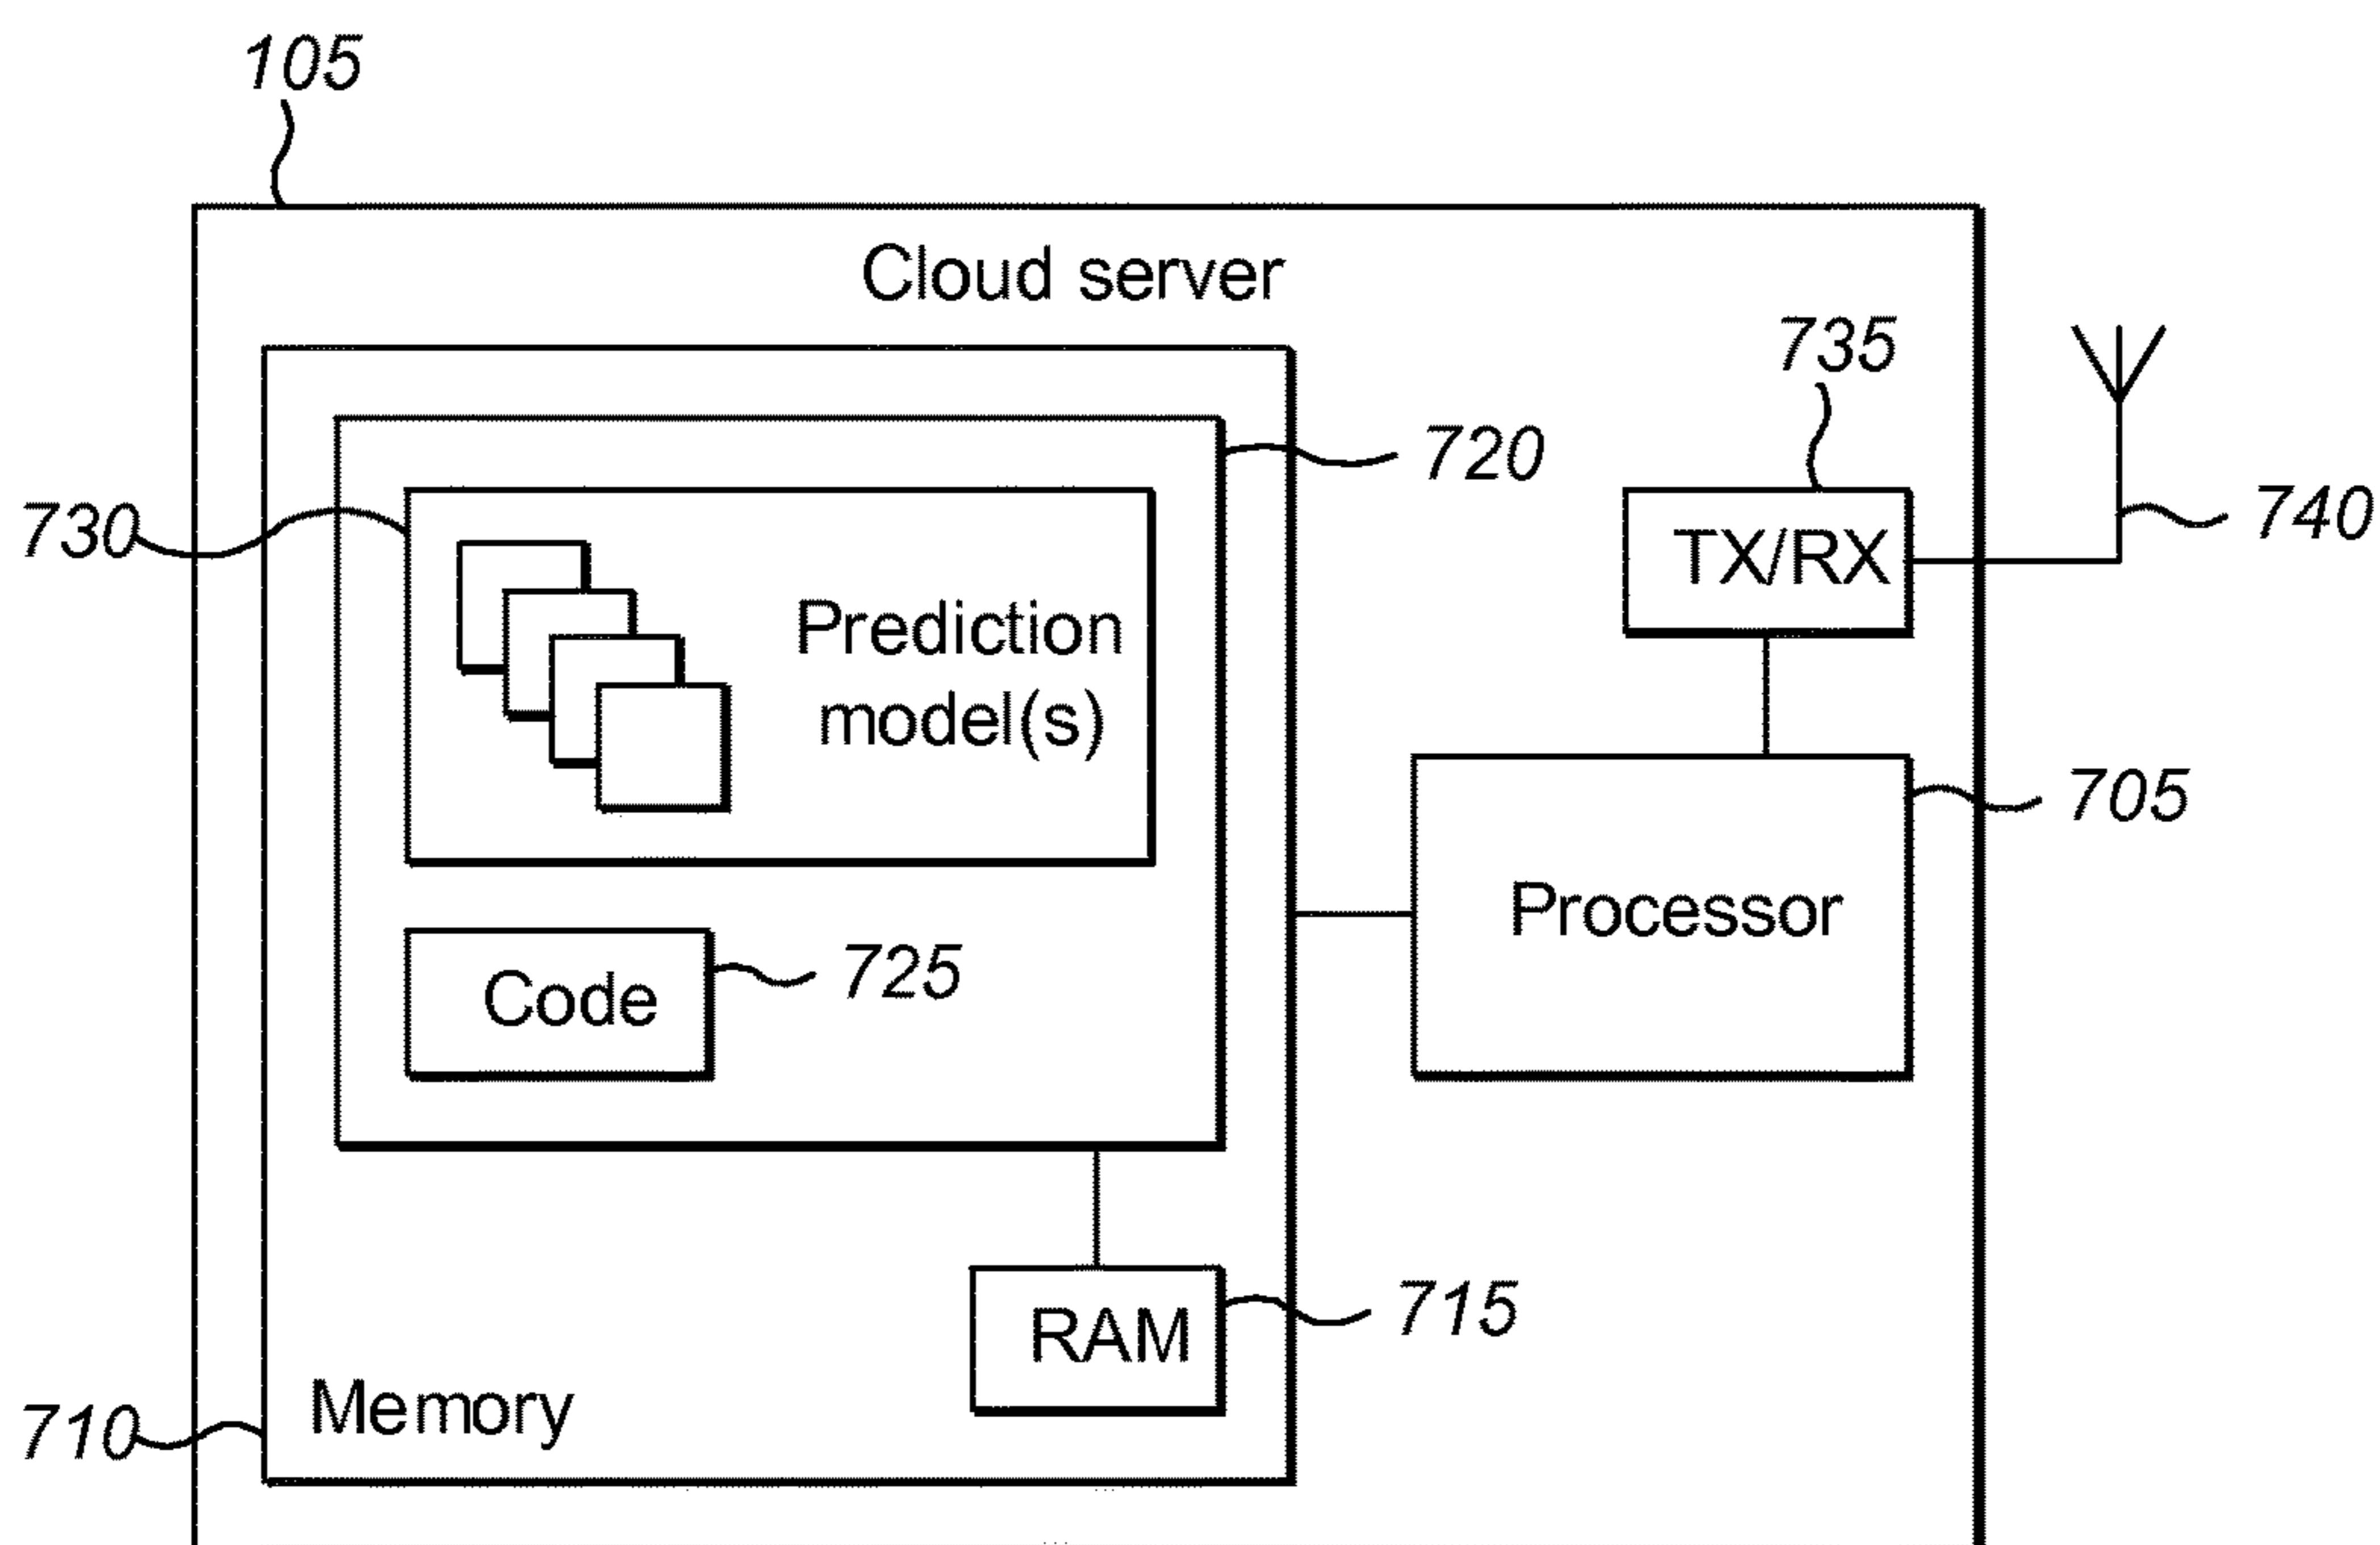 105
Cloud server
735
720
730
740
TX/RX
Prediction
model(s)
705
Processor
725
Code
715
RAM
Memory
710